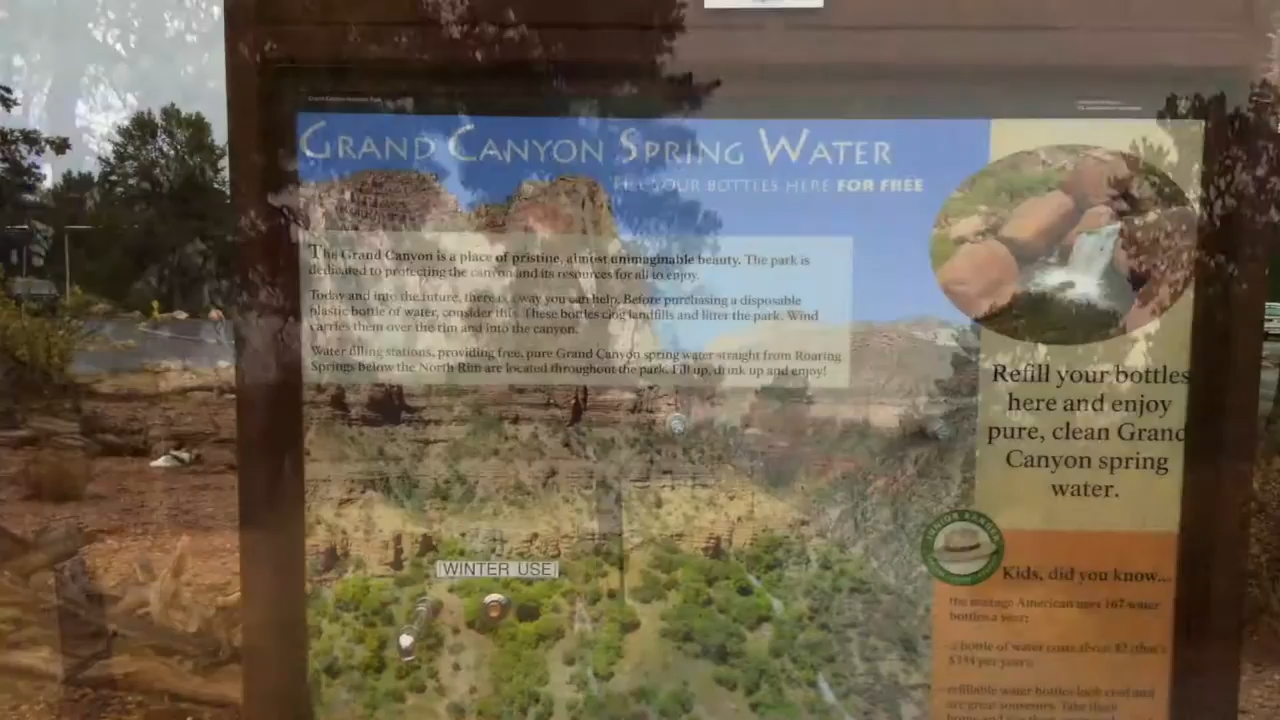 GRAND CANYON SPRING WATER
FILL YOUR BOTTLES HERE FOR FREE
The Grand Canyon is a place of pristine, almost unimaginable beauty. The park is
dedicated to protecting the canyon and its resources for all to enjoy.
Today and into the future, there is a way you can help. Before purchasing a disposable
plastic bottle of water, consider this. These bottles clog landfills and litter the park. Wind
carries them over the rim and into the canyon.
Water filling stations, providing free, pure Grand Canyon spring water straight from Roaring
Springs below the North Rim are located throughout the park. Fill up, drink up and enjoy!
Refill your bottles
here and enjoy
pure, clean Grand
Canyon spring
water.
JUNIOR RANGER
Kids, did you know...
the average American uses 167 water
bottles a year;
a bottle of water costs about $2 (that's
$334 per year);
refillable water bottles look cool and
are great souvenirs. Take them
WINTER USE